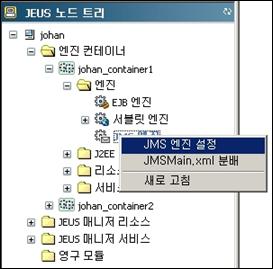 JEUS 노드 트리
johan
엔진 컨테이너
johan_container1
엔진
EJB 엔진
서블릿 엔진
JMS 엔진
JMS 엔진 설정
J2EE
JMSMain.xml 분배
리소
새로 고침
서비
johan_container2
JEUS 매니저 리소스
JEUS 매니저 서비스
영구 모듈